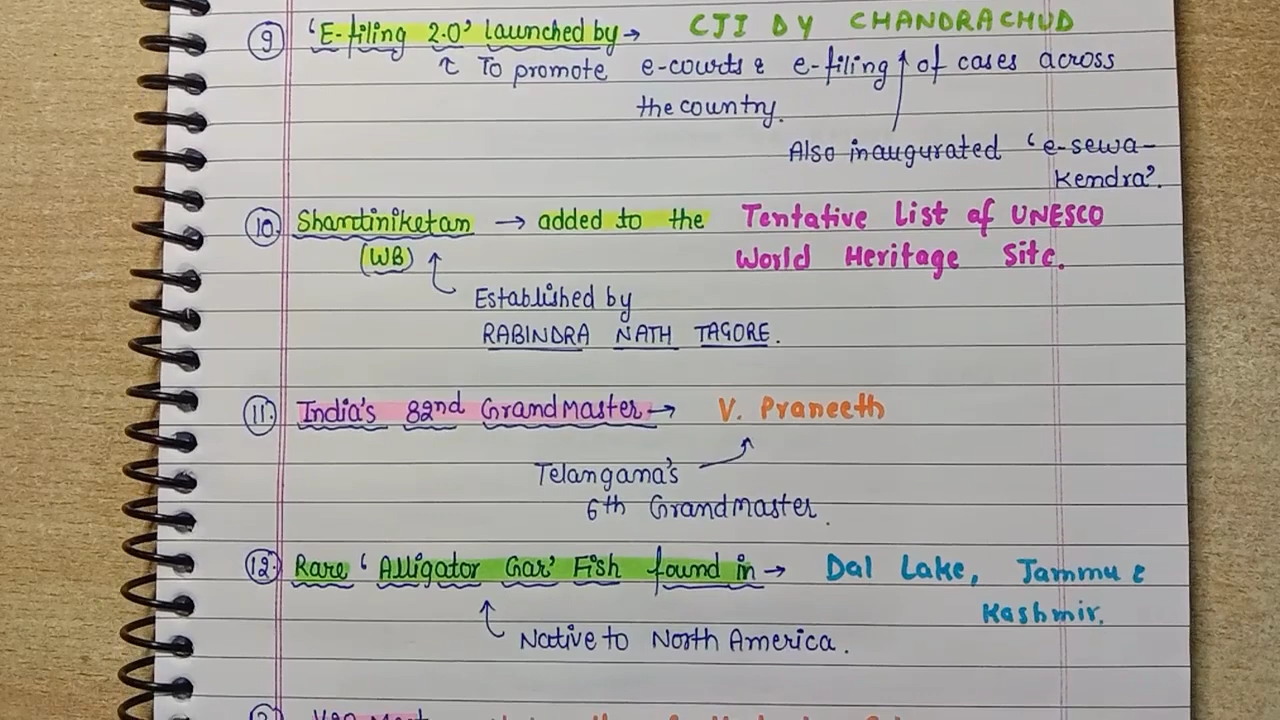 9 'E-filing 2.0' launched by → CJI DY CHANDRACHUD
To promote e-courts & e-filing of cases across
the country.
Also inaugurated 'e-sewa-
Kendra'.
10. Shantiniketan → added to the Tentative List of UNESCO
(WB) World Heritage Site.
Established by
RABINDRA NATH TAGORE.
11. India's 82nd GrandMaster → V. Praneeth
Telangana's
6th GrandMaster.
12. Rare 'Alligator Gar' Fish found in → Dal Lake, Jammu &
Kashmir.
Native to North America.